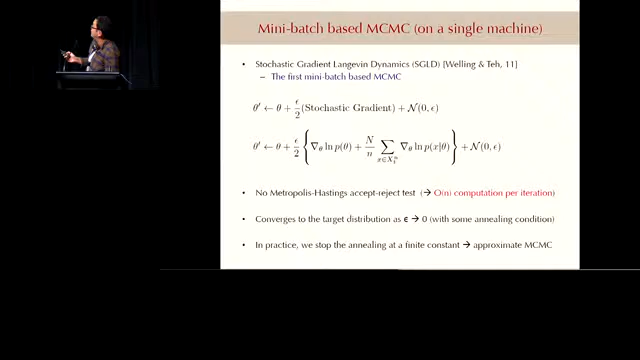 Mini-batch based MCMC (on a single machine)
• Stochastic Gradient Langevin Dynamics (SGLD) [Welling & Teh, 11]
– The first mini-batch based MCMC
θ′ ← θ + ϵ/2 (Stochastic Gradient) + 𝒩(0, ϵ)
θ′ ← θ + ϵ/2 { ∇θ ln p(θ) + N/n ∑ x∈Xₜⁿ ∇θ ln p(x|θ) } + 𝒩(0, ϵ)
• No Metropolis-Hastings accept-reject test (→ O(n) computation per iteration)
• Converges to the target distribution as ϵ → 0 (with some annealing condition)
• In practice, we stop the annealing at a finite constant → approximate MCMC